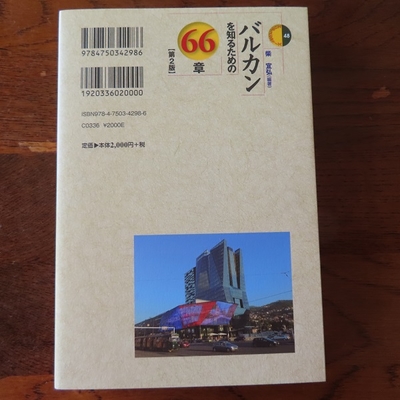 9784750342986
1920336020000
ISBN978-4-7503-4298-6
C0336 ¥2000E
定価▶本体2,000円+税
バルカン
を知るための
66
章
【第2版】
柴 宜弘(編著)
48